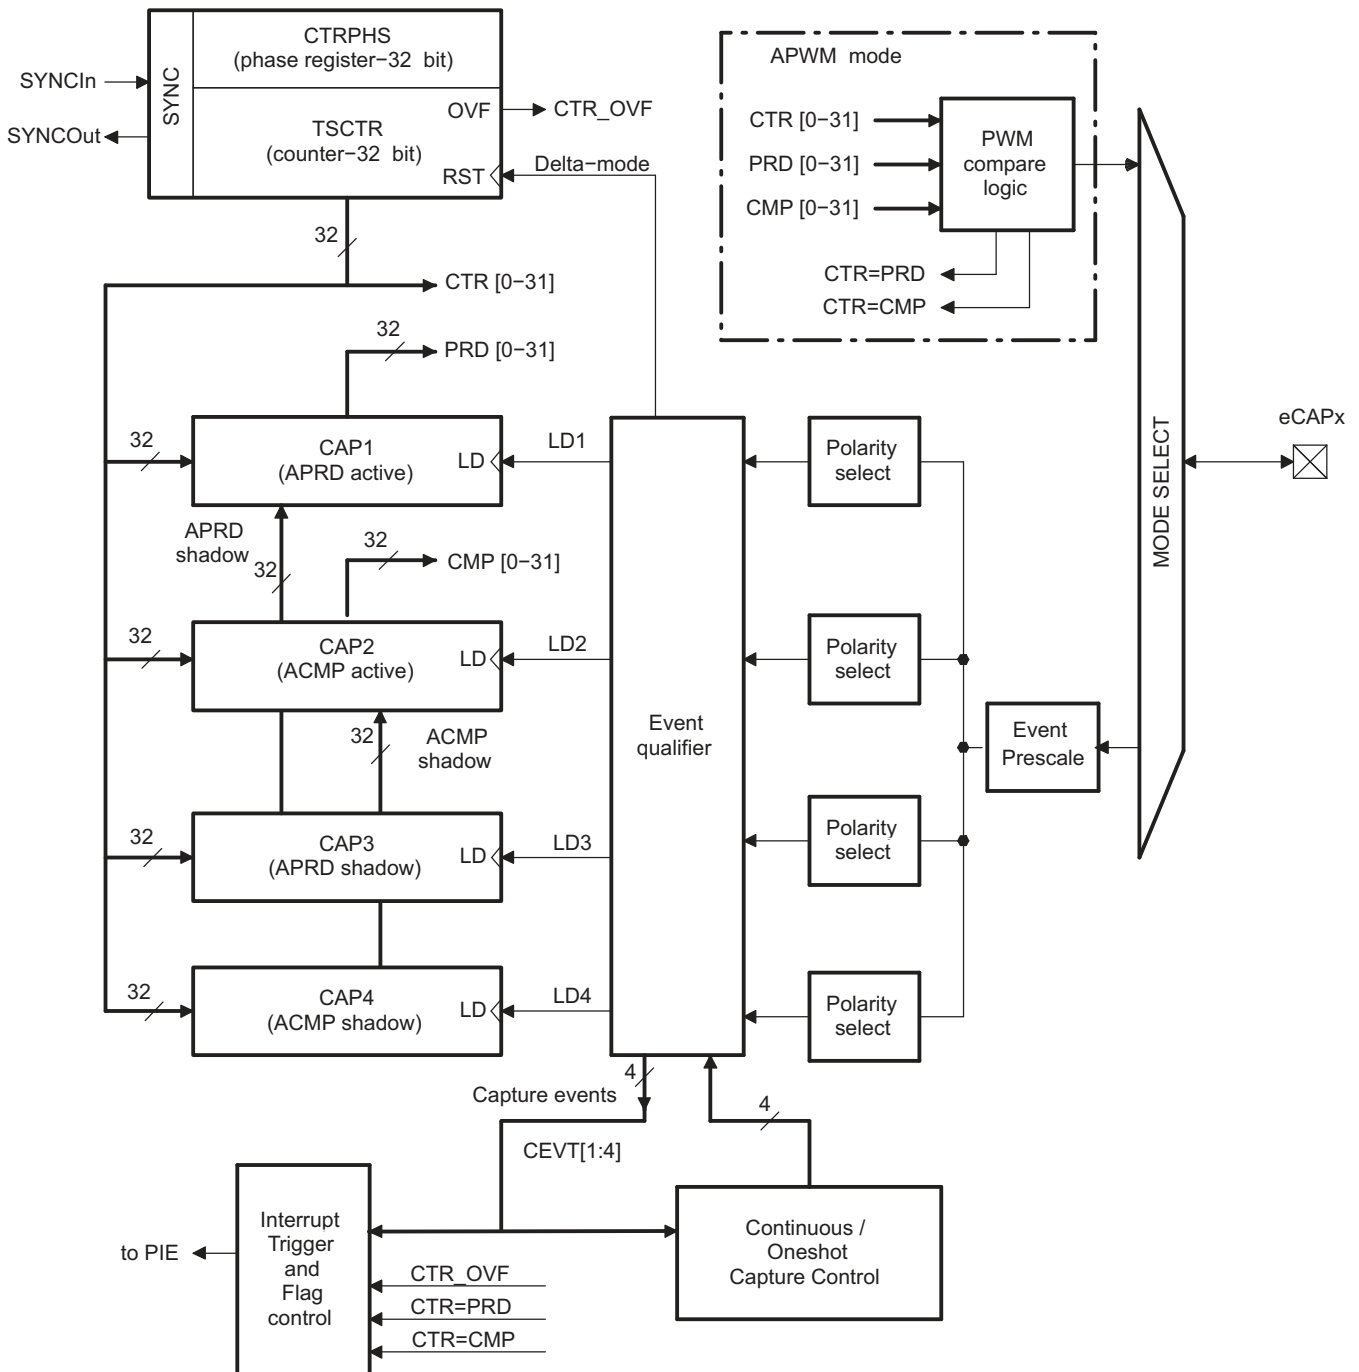 CTRPHS
(phase register−32 bit)
SYNCIn
SYNC
SYNCOut
OVF
CTR_OVF
TSCTR
(counter−32 bit)
RST
Delta−mode
32
CTR [0−31]
32
PRD [0−31]
APWM mode
CTR [0−31]
PRD [0−31]
CMP [0−31]
PWM
compare
logic
CTR=PRD
CTR=CMP
MODE SELECT
eCAPx
32
CAP1
(APRD active)
LD
LD1
Polarity
select
APRD
shadow
32
32
CMP [0−31]
32
CAP2
(ACMP active)
LD
LD2
Polarity
select
32
ACMP
shadow
Event
qualifier
Event
Prescale
32
CAP3
(APRD shadow)
LD
LD3
Polarity
select
32
CAP4
(ACMP shadow)
LD
LD4
Polarity
select
4
Capture events
CEVT[1:4]
4
Interrupt
Trigger
and
Flag
control
to PIE
CTR_OVF
CTR=PRD
CTR=CMP
Continuous /
Oneshot
Capture Control